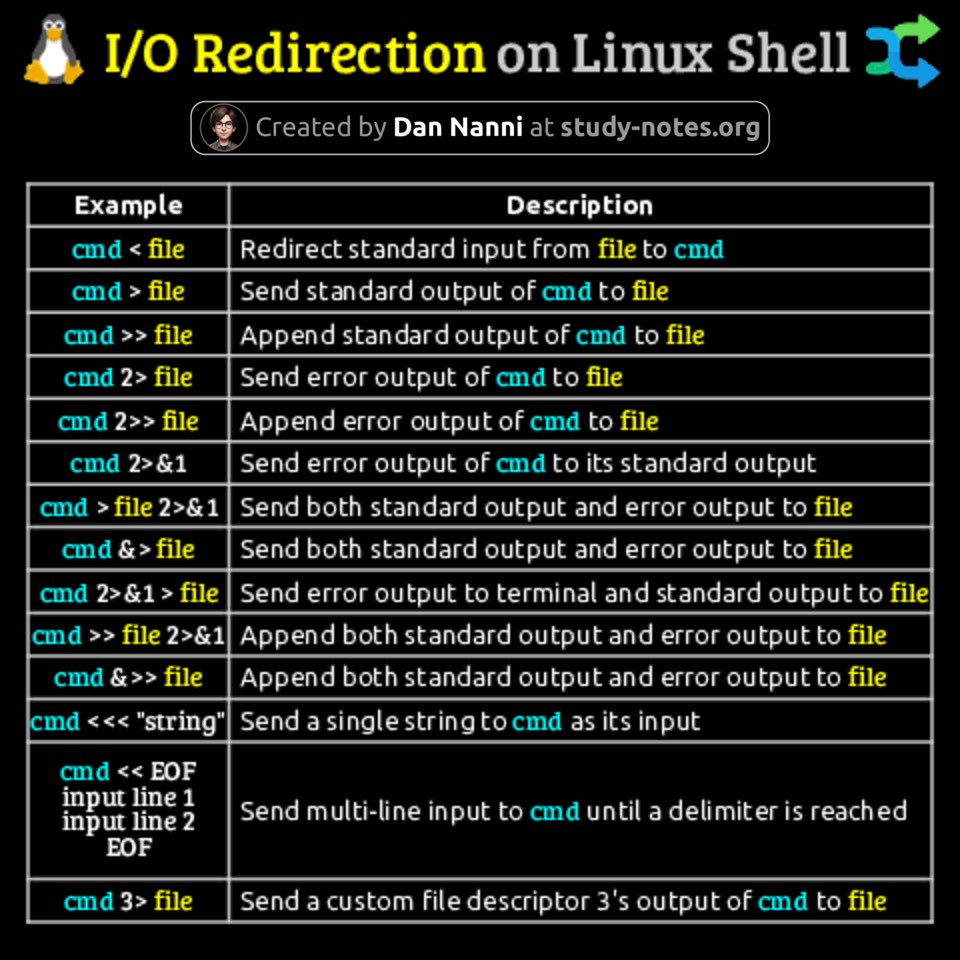 I/O Redirection on Linux Shell
Created by Dan Nanni at study-notes.org
Example Description
cmd < file Redirect standard input from file to cmd
cmd > file Send standard output of cmd to file
cmd >> file Append standard output of cmd to file
cmd 2> file Send error output of cmd to file
cmd 2>> file Append error output of cmd to file
cmd 2>&1 Send error output of cmd to its standard output
cmd > file 2>&1 Send both standard output and error output to file
cmd &> file Send both standard output and error output to file
cmd 2>&1 > file Send error output to terminal and standard output to file
cmd >> file 2>&1 Append both standard output and error output to file
cmd &>> file Append both standard output and error output to file
cmd <<< "string" Send a single string to cmd as its input
cmd << EOF
input line 1
input line 2
EOF
Send multi-line input to cmd until a delimiter is reached
cmd 3> file Send a custom file descriptor 3's output of cmd to file